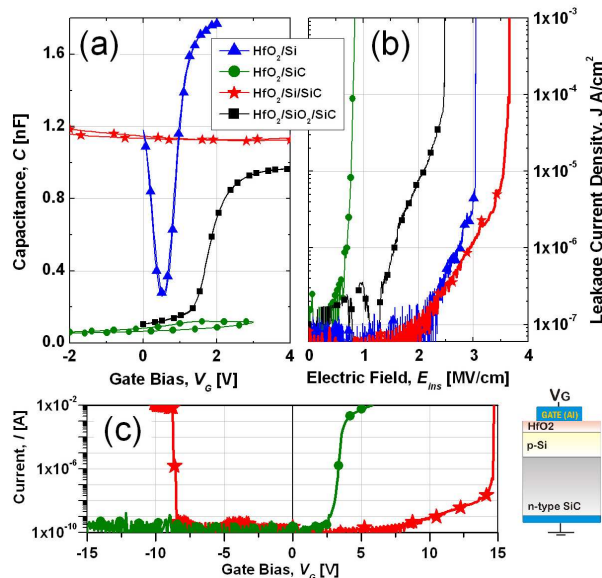 (a)
(b)
HfO2/Si
HfO2/SiC
HfO2/Si/SiC
HfO2/SiO2/SiC
1.8
1.5
1.2
0.9
0.6
0.4
0.0
Capacitance, C [nF]
-2
0
2
4
Gate Bias, VG [V]
0
1
2
3
4
Electric Field, EIns [MV/cm]
1x10-3
1x10-4
1x10-5
1x10-6
1x10-7
Leakage Current Density, J A/cm2
(c)
1x10-2
1x10-6
1x10-10
Current, I [A]
-15
-10
-5
0
5
10
15
Gate Bias, VG [V]
VG
GATE (Al)
HfO2
p-Si
n-type SiC